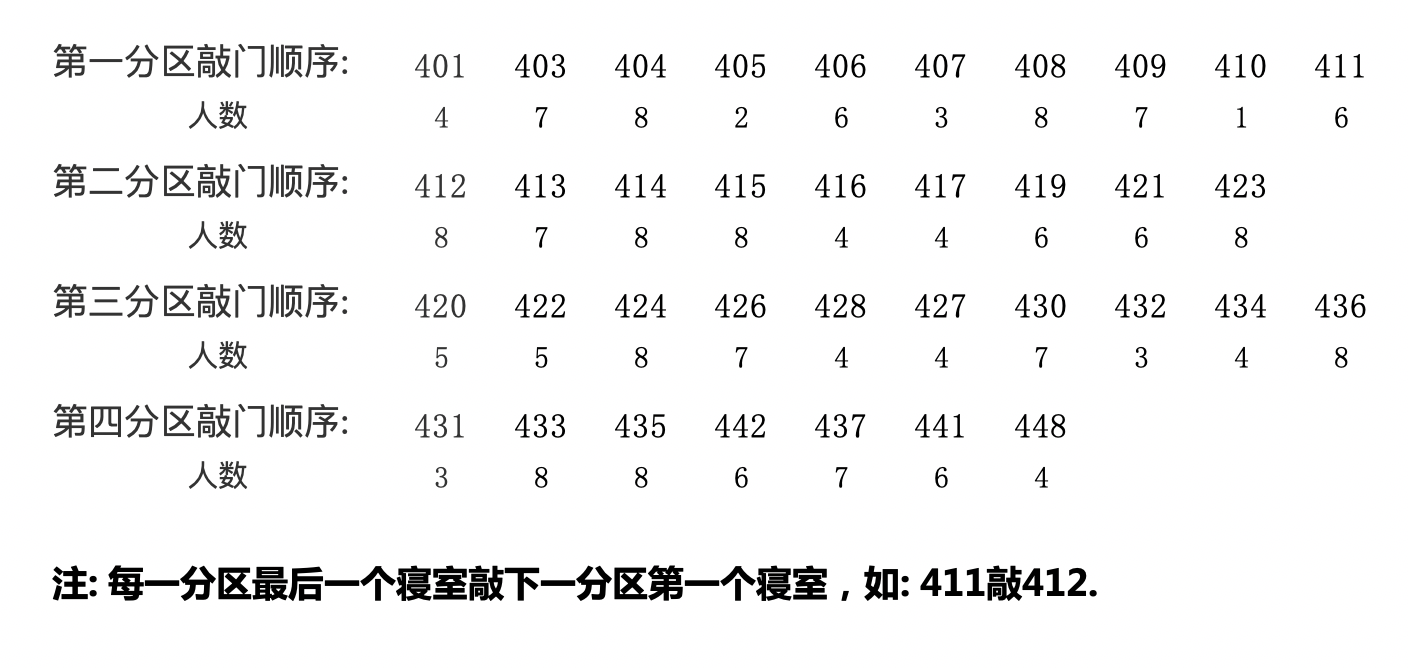 第一分区敲门顺序: 401 403 404 405 406 407 408 409 410 411
人数 4 7 8 2 6 3 8 7 1 6
第二分区敲门顺序: 412 413 414 415 416 417 419 421 423
人数 8 7 8 8 4 4 6 6 8
第三分区敲门顺序: 420 422 424 426 428 427 430 432 434 436
人数 5 5 8 7 4 4 7 3 4 8
第四分区敲门顺序: 431 433 435 442 437 441 448
人数 3 8 8 6 7 6 4
注: 每一分区最后一个寝室敲下一分区第一个寝室，如: 411敲412.